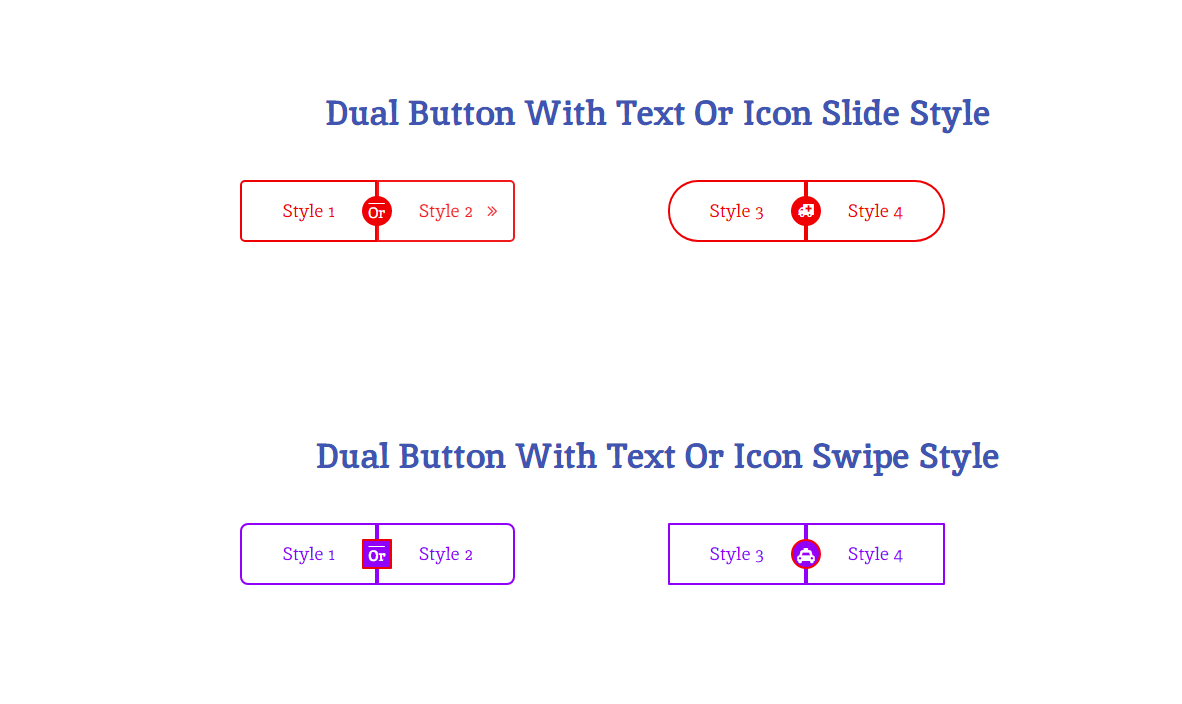 Dual Button With Text Or Icon Slide Style
Style 1 Or Style 2 »
Style 3 Style 4
Dual Button With Text Or Icon Swipe Style
Style 1 Or Style 2
Style 3 Style 4